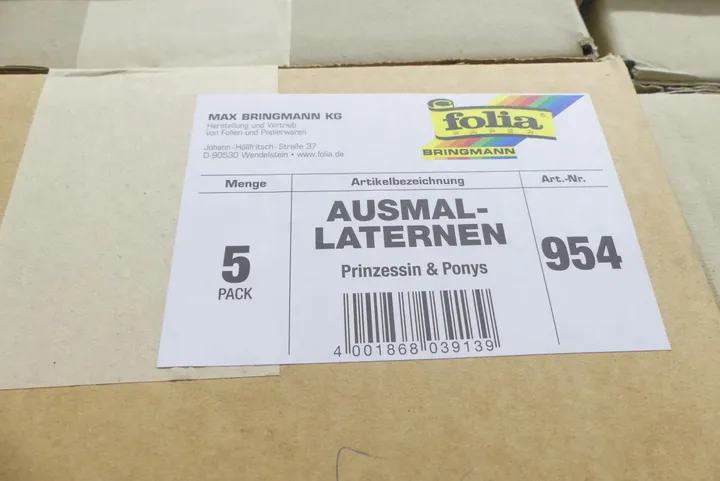 MAX BRINGMANN KG
Herstellung und Vertrieb
von Folien und Papierwaren
Johann-Höllfritsch-Straße 37
D-90530 Wendelstein • www.folia.de
folia
PAPER
BRINGMANN
Menge
Artikelbezeichnung
Art.-Nr.
5
PACK
AUSMAL-
LATERNEN
Prinzessin & Ponys
954
4 001868 039139